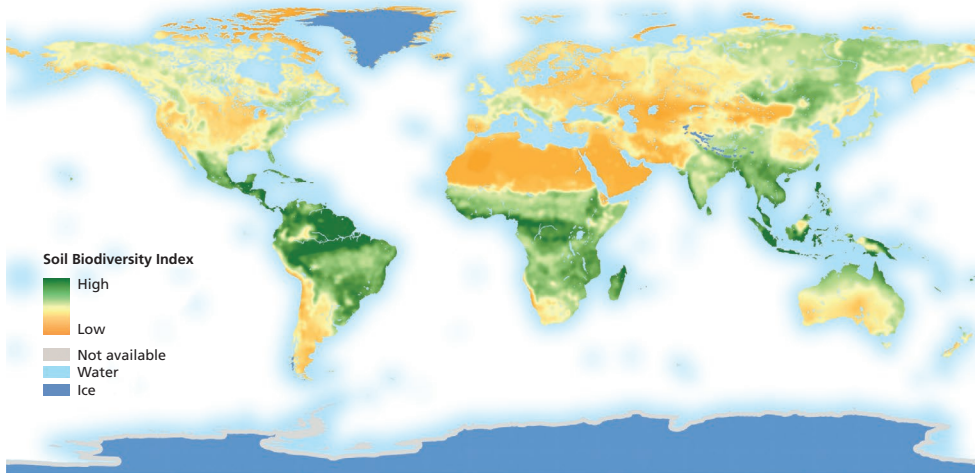 Soil Biodiversity Index
High
Low
Not available
Water
Ice